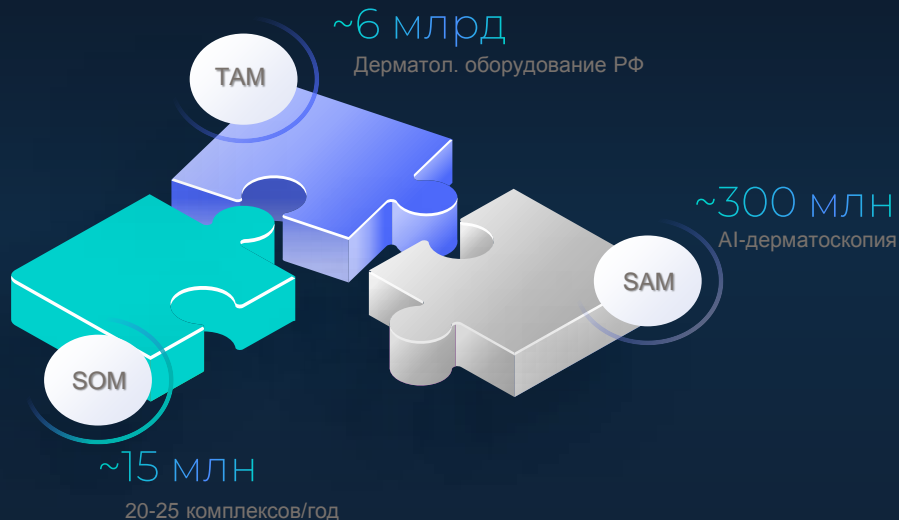 ~6 млрд
Дерматол. оборудование РФ
TAM
~300 млн
AI-дерматоскопия
SAM
SOM
~15 млн
20-25 комплексов/год